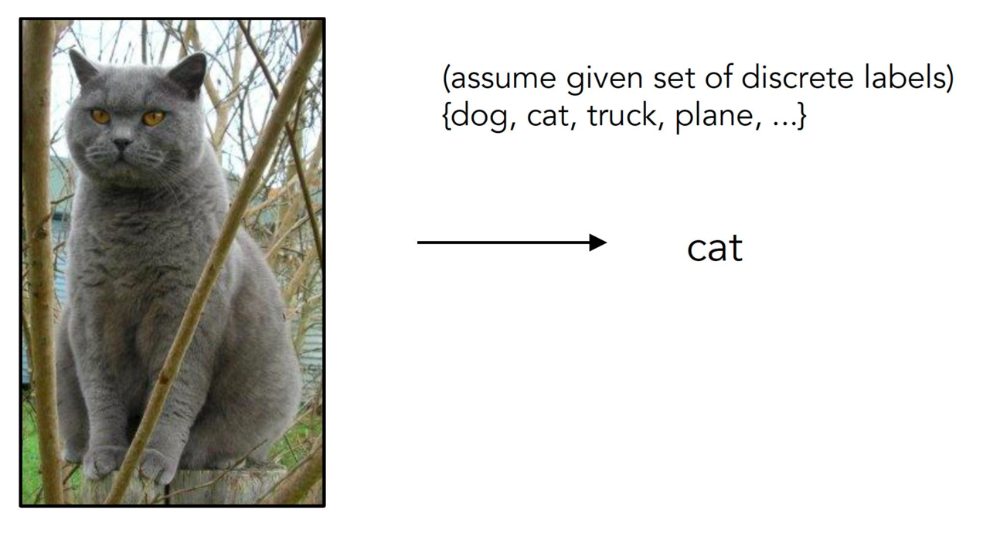 (assume given set of discrete labels)
{dog, cat, truck, plane, ...}
cat